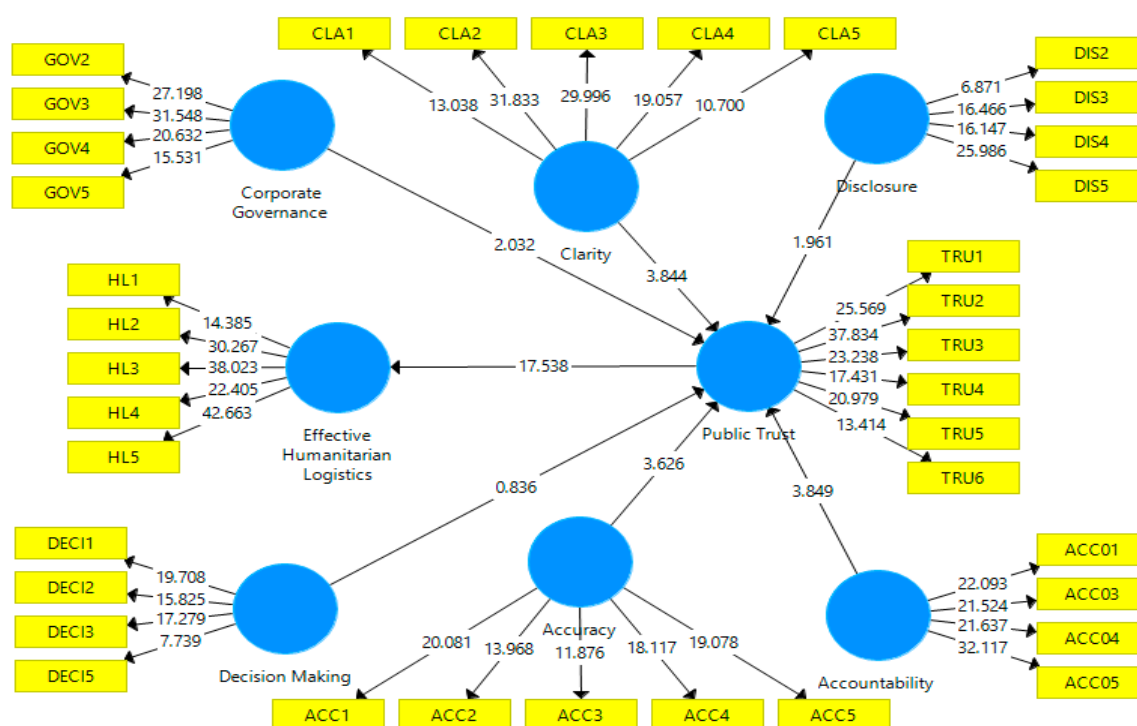 CLA1
CLA2
CLA3
CLA4
CLA5
GOV2
GOV3
GOV4
GOV5
27.198
31.548
20.632
15.531
Corporate
Governance
13.038
31.833
29.996
19.057
10.700
Clarity
DIS2
DIS3
DIS4
DIS5
6.871
16.466
16.147
25.986
Disclosure
2.032
3.844
1.961
HL1
HL2
HL3
HL4
HL5
14.385
30.267
38.023
22.405
42.663
Effective
Humanitarian
Logistics
17.538
Public Trust
TRU1
TRU2
TRU3
TRU4
TRU5
TRU6
25.569
37.834
23.238
17.431
20.979
13.414
0.836
3.626
3.849
DECI1
DECI2
DECI3
DECI5
19.708
15.825
17.279
7.739
Decision Making
Accuracy
20.081
13.968
11.876
18.117
19.078
ACC1
ACC2
ACC3
ACC4
ACC5
Accountability
22.093
21.524
21.637
32.117
ACC01
ACC03
ACC04
ACC05